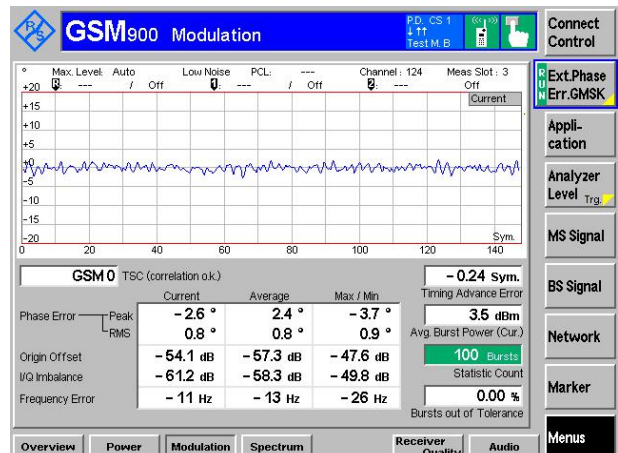 R&S GSM900 Modulation P.D. CS 1
Test M. B
Connect
Control
° Max. Level: Auto Low Noise PCL: --- Channel: 124 Meas Slot: 3
1: --- / Off : --- / Off 2: --- Off
Current
+20
+15
+10
+5
+0
-5
-10
-15
-20
Sym.
0 20 40 60 80 100 120 140
GSM 0 TSC (correlation o.k.)
Current Average Max / Min
Phase Error Peak -2.6 ° 2.4 ° -3.7 °
RMS 0.8 ° 0.8 ° 0.9 °
Origin Offset -54.1 dB -57.3 dB -47.6 dB
I/Q Imbalance -61.2 dB -58.3 dB -49.8 dB
Frequency Error -11 Hz -13 Hz -26 Hz
-0.24 Sym.
Timing Advance Error
3.5 dBm
Avg. Burst Power (Cur.)
100 Bursts
Statistic Count
0.00 %
Bursts out of Tolerance
RUN
Ext.Phase
Err.GMSK
Appli-
cation
Analyzer
Level Trg.
MS Signal
BS Signal
Network
Marker
Menus
Overview Power Modulation Spectrum Receiver Quality Audio